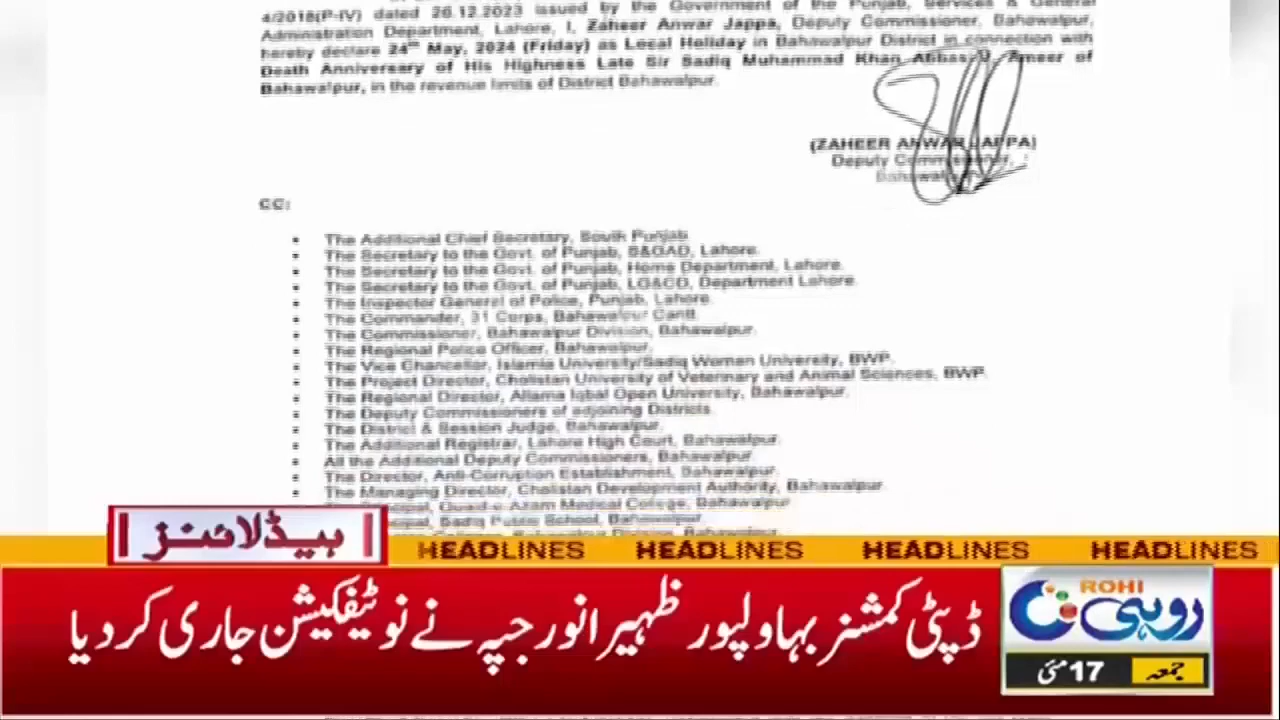 4/2018(P-IV) dated 26.12.2023 issued by the Government of the Punjab, Services & General
Administration Department, Lahore, I, Zaheer Anwar Jappa, Deputy Commissioner, Bahawalpur,
hereby declare 24th May, 2024 (Friday) as Local Holiday in Bahawalpur District in connection with
Death Anniversary of His Highness Late Sir Sadiq Muhammad Khan Abbasi Ameer of
Bahawalpur, in the revenue limits of District Bahawalpur.
(ZAHEER ANWAR JAPPA)
Deputy Commissioner,
Bahawalpur
CC:
The Additional Chief Secretary, South Punjab
The Secretary to the Govt. of Punjab, S&GAD, Lahore.
The Secretary to the Govt. of Punjab, Home Department, Lahore.
The Secretary to the Govt. of Punjab, LG&CD, Department Lahore.
The Inspector General of Police, Punjab, Lahore.
The Commander, 31 Corps, Bahawalpur Cantt.
The Commissioner, Bahawalpur Division, Bahawalpur.
The Regional Police Officer, Bahawalpur.
The Vice Chancellor, Islamia University/Sadiq Women University, BWP.
The Project Director, Cholistan University of Veterinary and Animal Sciences, BWP.
The Regional Director, Allama Iqbal Open University, Bahawalpur.
The Deputy Commissioners of adjoining Districts.
The District & Session Judge, Bahawalpur.
The Additional Registrar, Lahore High Court, Bahawalpur.
All the Additional Deputy Commissioners, Bahawalpur
The Director, Anti Corruption Establishment, Bahawalpur.
The Managing Director, Cholistan Development Authority, Bahawalpur.
Quaid-e-Azam Medical College, Bahawalpur
Sadiq Public School, Bahawalpur.
ہیڈلائنز
HEADLINES HEADLINES HEADLINES HEADLINES
ڈپٹی کمشنر بہاولپور ظہیر انور جپہ نے نوٹیفکیشن جاری کر دیا
ROHI
روہی
جمعہ 17 مئی